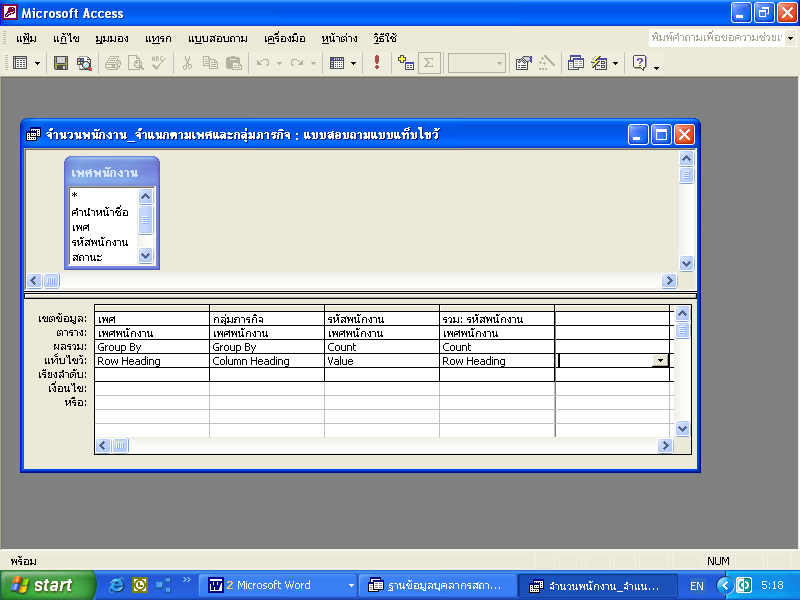 Microsoft Access
แฟ้ม แก้ไข มุมมอง แทรก แบบสอบถาม เครื่องมือ หน้าต่าง วิธีใช้ พิมพ์คำถามเพื่อขอความช่วยเ
จำนวนพนักงาน_จำแนกตามเพศและกลุ่มภารกิจ : แบบสอบถามแบบแท็บไขว้
เพศพนักงาน
*
คำนำหน้าชื่อ
เพศ
รหัสพนักงาน
สถานะ
เขตข้อมูล: เพศ กลุ่มภารกิจ รหัสพนักงาน รวม: รหัสพนักงาน
ตาราง: เพศพนักงาน เพศพนักงาน เพศพนักงาน เพศพนักงาน
ผลรวม: Group By Group By Count Count
แท็บไขว้: Row Heading Column Heading Value Row Heading
เรียงลำดับ:
เงื่อนไข:
หรือ:
พร้อม NUM
start 2 Microsoft Word ฐานข้อมูลบุคลากรสถา... จำนวนพนักงาน_จำแน... EN 5:18